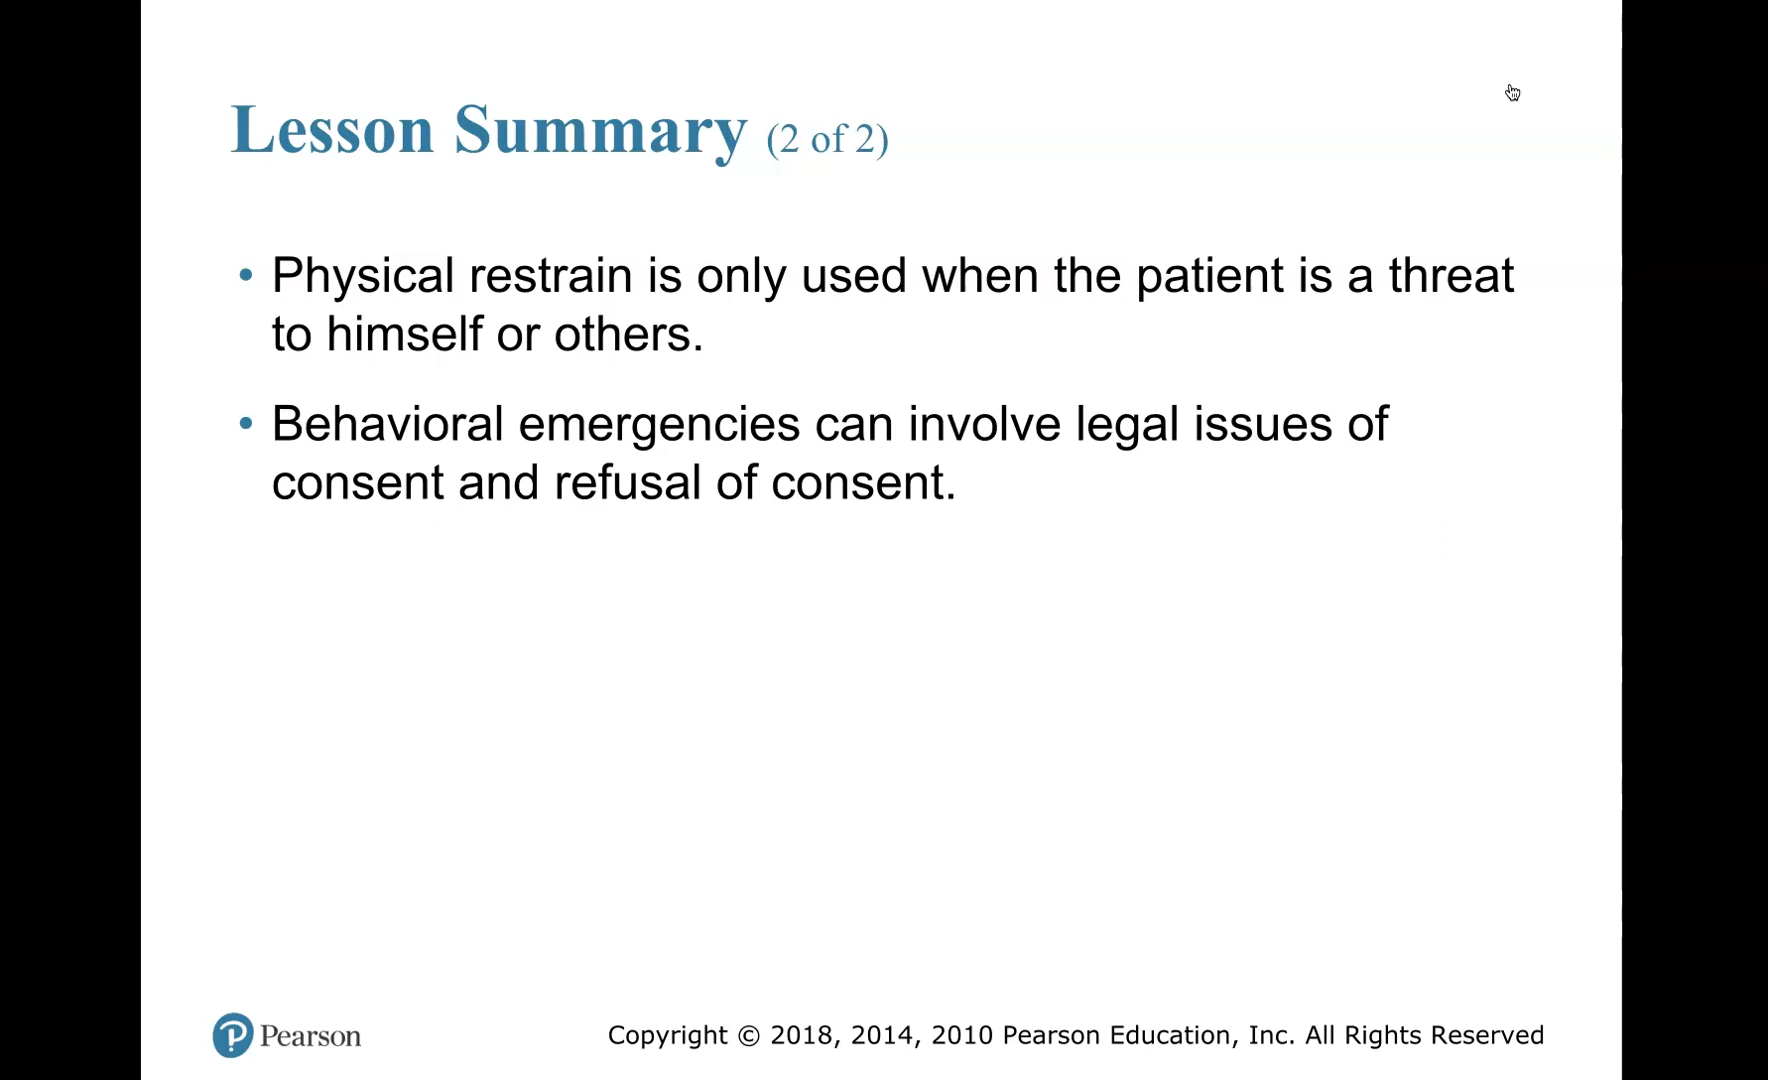 Lesson Summary (2 of 2)
• Physical restrain is only used when the patient is a threat
to himself or others.
• Behavioral emergencies can involve legal issues of
consent and refusal of consent.
Pearson
Copyright © 2018, 2014, 2010 Pearson Education, Inc. All Rights Reserved